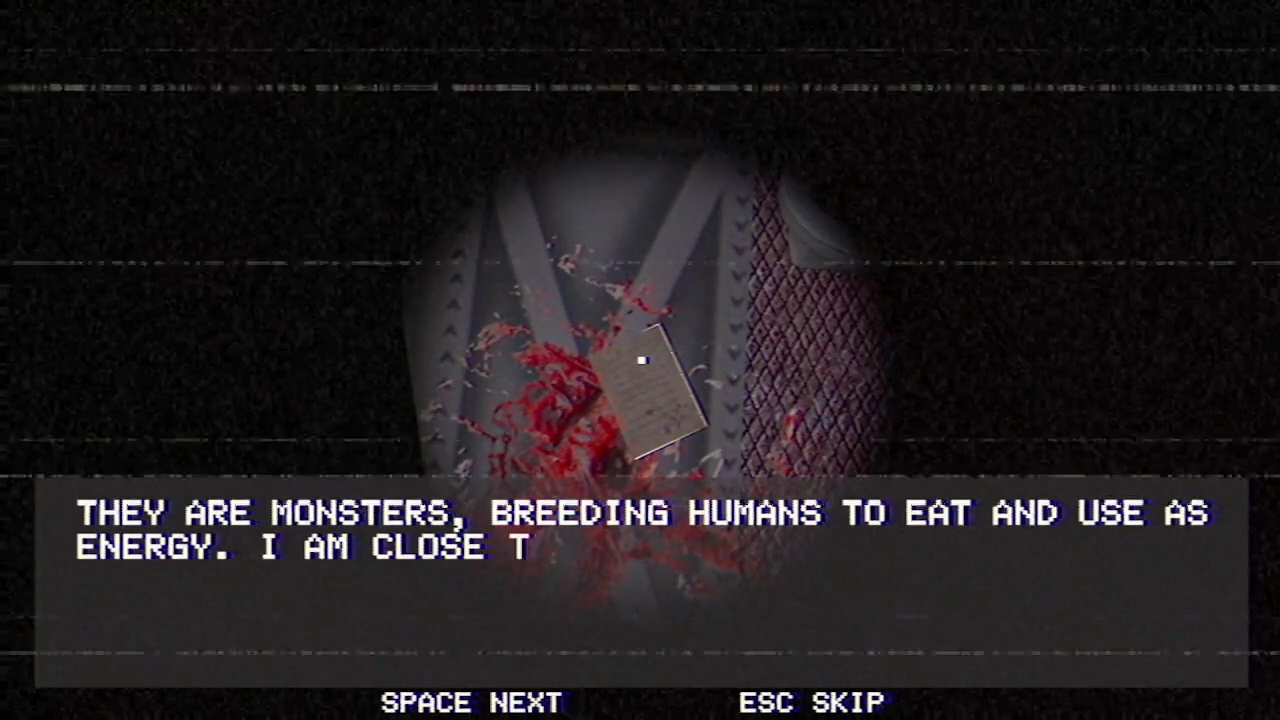 THEY ARE MONSTERS, BREEDING HUMANS TO EAT AND USE AS
ENERGY. I AM CLOSE T
SPACE NEXT ESC SKIP